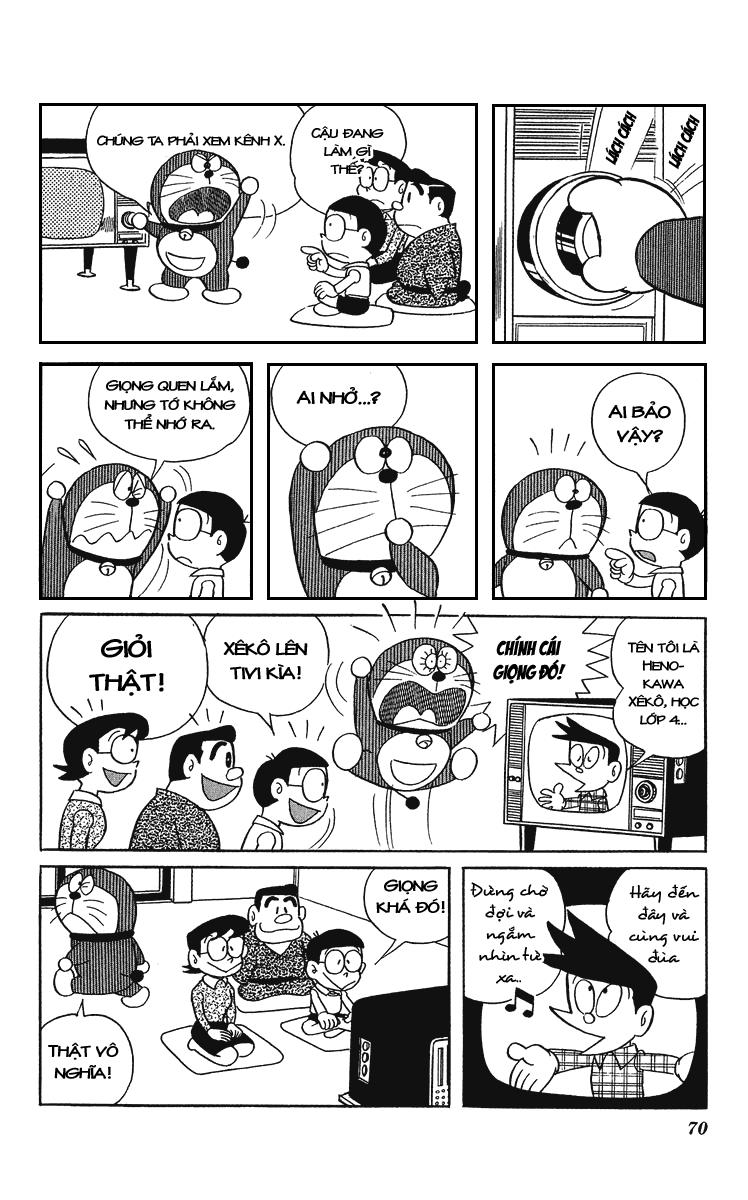 CHÚNG TA PHẢI XEM KÊNH X.
CẬU ĐANG
LÀM GÌ
THẾ?
LÁCH CÁCH
LÁCH CÁCH
GIỌNG QUEN LẮM,
NHƯNG TỚ KHÔNG
THỂ NHỚ RA.
AI NHỞ...?
AI BẢO
VẬY?
GIỎI
THẬT!
XÊKÔ LÊN
TIVI KÌA!
CHÍNH CÁI
GIỌNG ĐÓ!
TÊN TÔI LÀ
HENO-
KAWA
XÊKÔ, HỌC
LỚP 4...
THẬT VÔ
NGHĨA!
GIỌNG
KHÁ ĐÓ!
Đừng chờ
đợi và
ngắm
nhìn từ
xa..
Hãy đến
đây và
cùng vui
đùa
70